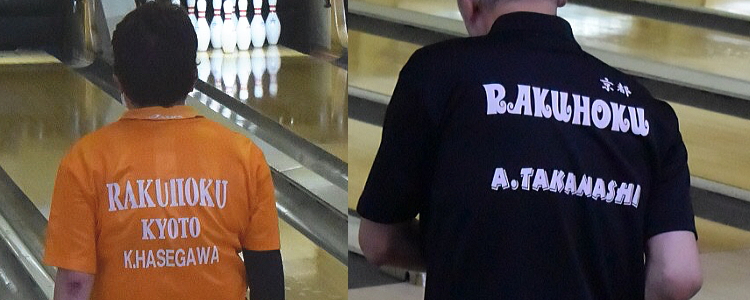 RAKUHOKU
KYOTO
K.HASEGAWA
京都
RAKUHOKU
A.TAKANASHI